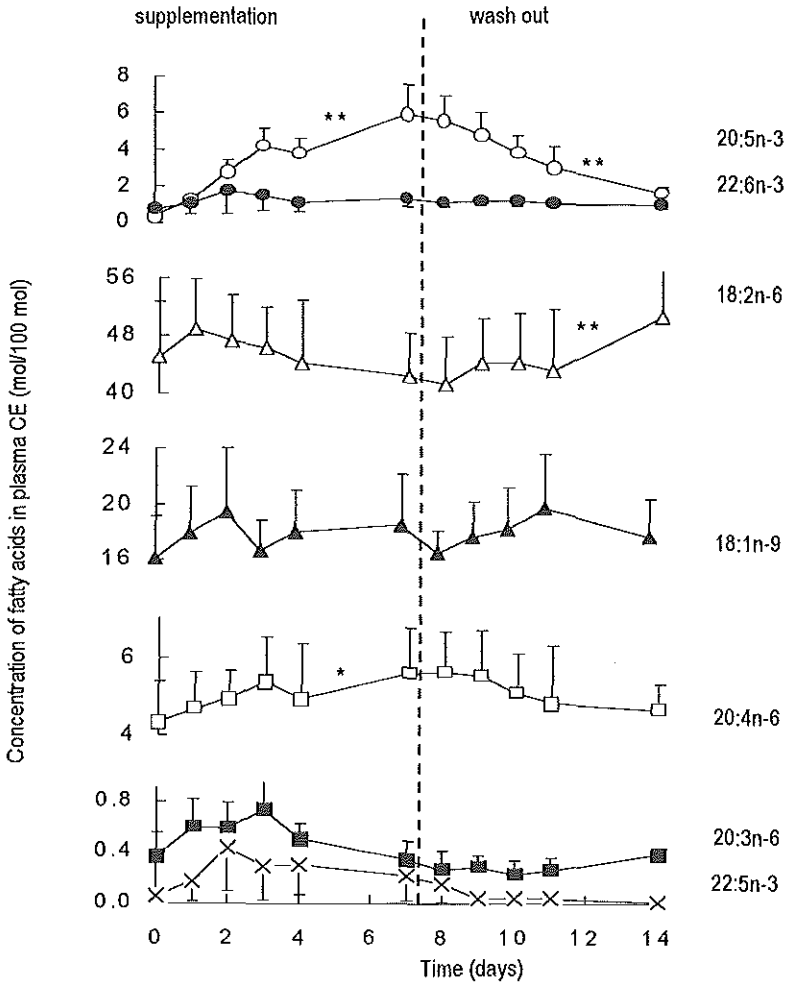 supplementation wash out
8
6
4
2
0
**
**
20:5n-3
22:6n-3
56
48
40
**
18:2n-6
24
20
16
18:1n-9
6
4
*
20:4n-6
0.8
0.4
0.0
20:3n-6
22:5n-3
0 2 4 6 8 10 12 14
Time (days)
Concentration of fatty acids in plasma CE (mol/100 mol)